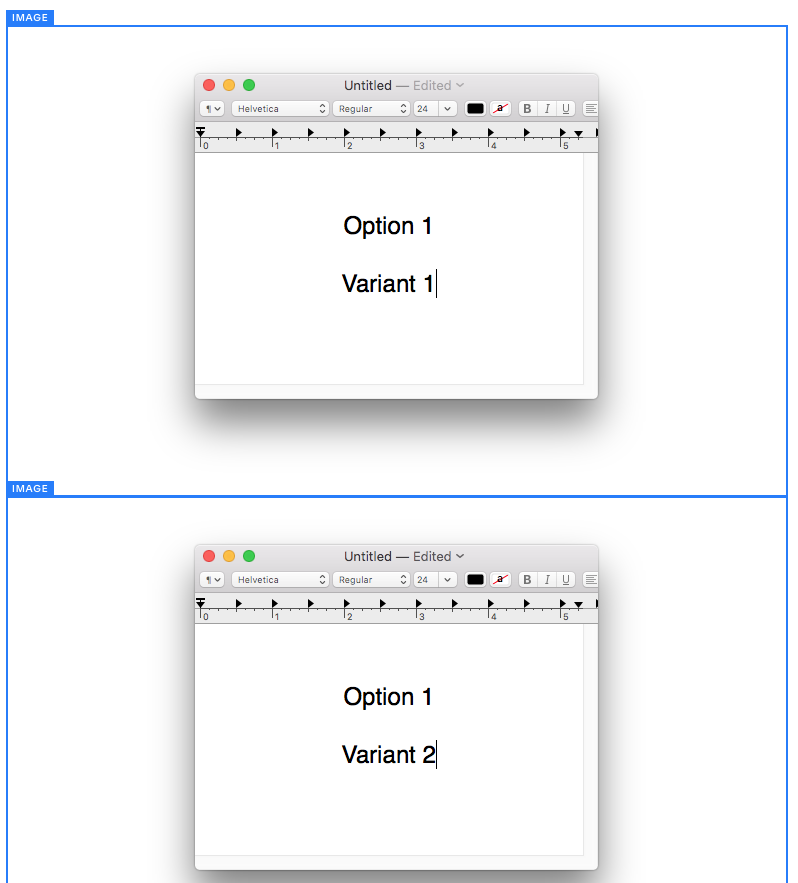 IMAGE
Untitled — Edited
¶ Helvetica Regular 24 a B I U
0 1 2 3 4 5
Option 1
Variant 1
IMAGE
Untitled — Edited
¶ Helvetica Regular 24 a B I U
0 1 2 3 4 5
Option 1
Variant 2